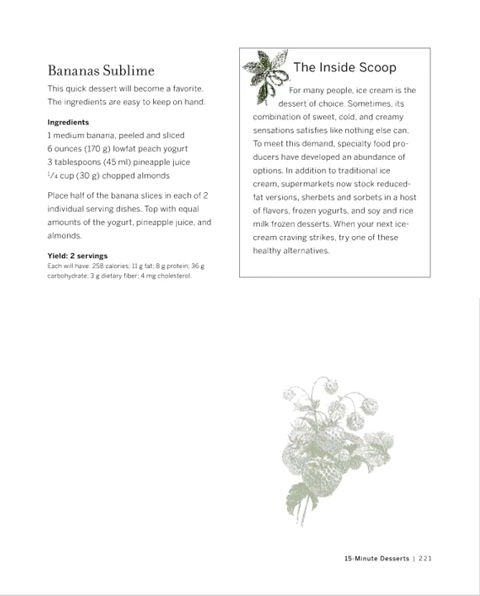 Bananas Sublime
This quick dessert will become a favorite.
The ingredients are easy to keep on hand.
Ingredients
1 medium banana, peeled and sliced
6 ounces (170 g) lowfat peach yogurt
3 tablespoons (45 ml) pineapple juice
1/4 cup (30 g) chopped almonds
Place half of the banana slices in each of 2
individual serving dishes. Top with equal
amounts of the yogurt, pineapple juice, and
almonds.
Yield: 2 servings
Each will have: 258 calories; 11 g fat; 8 g protein; 36 g
carbohydrate; 3 g dietary fiber; 4 mg cholesterol.
The Inside Scoop
For many people, ice cream is the
dessert of choice. Sometimes, its
combination of sweet, cold, and creamy
sensations satisfies like nothing else can.
To meet this demand, specialty food pro-
ducers have developed an abundance of
options. In addition to traditional ice
cream, supermarkets now stock reduced-
fat versions, sherbets and sorbets in a host
of flavors, frozen yogurts, and soy and rice
milk frozen desserts. When your next ice-
cream craving strikes, try one of these
healthy alternatives.
15-Minute Desserts | 221